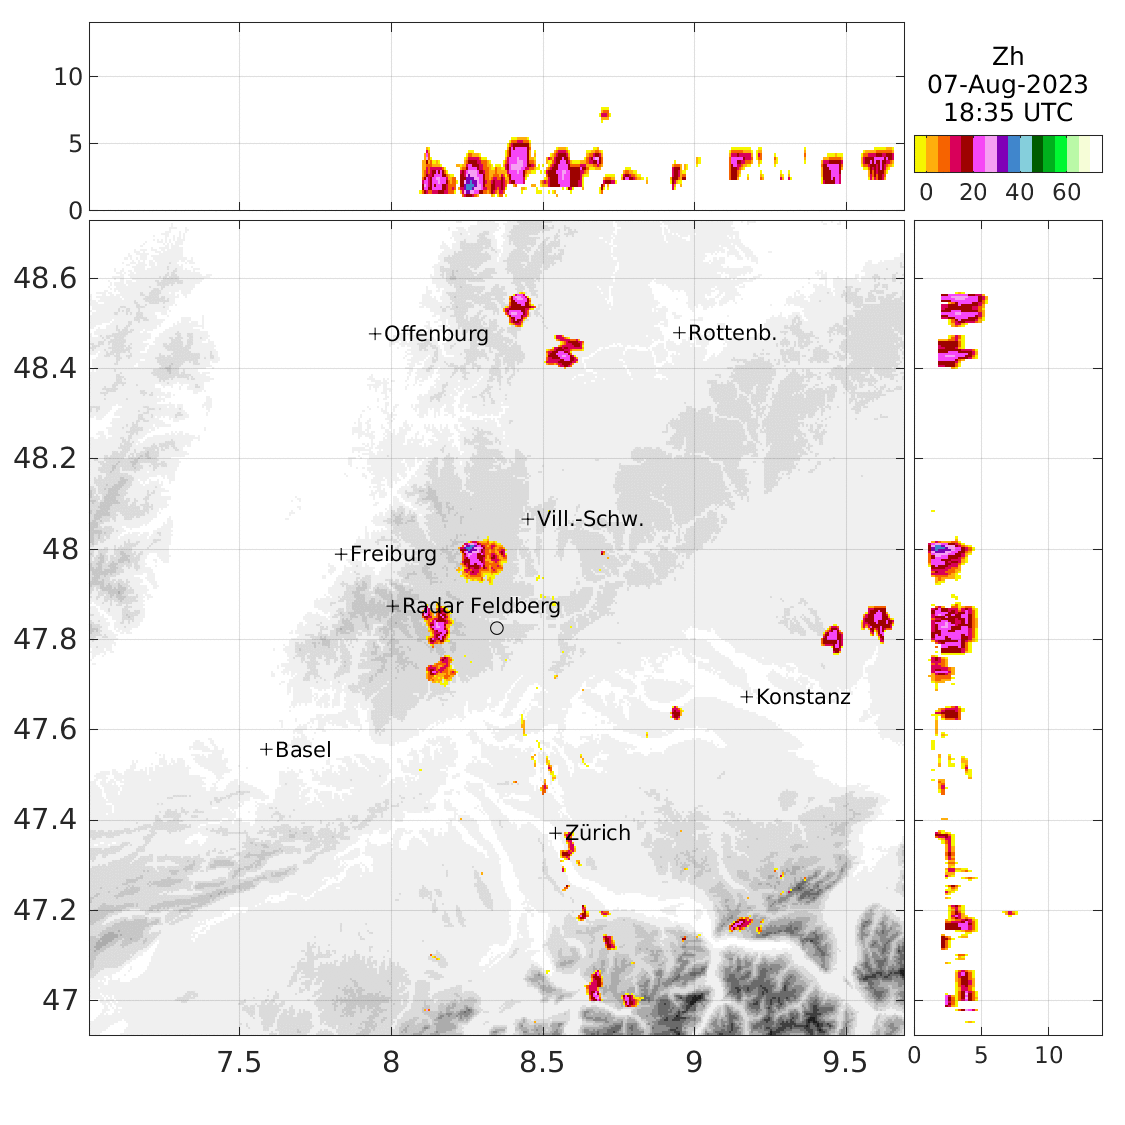 Zh
07-Aug-2023
18:35 UTC
10
5
0
0 20 40 60
48.6
48.4
48.2
48
47.8
47.6
47.4
47.2
47
+Offenburg
+Rottenb.
+Vill.-Schw.
+Freiburg
+Radar Feldberg
+Konstanz
+Basel
+Zürich
7.5 8 8.5 9 9.5
0 5 10